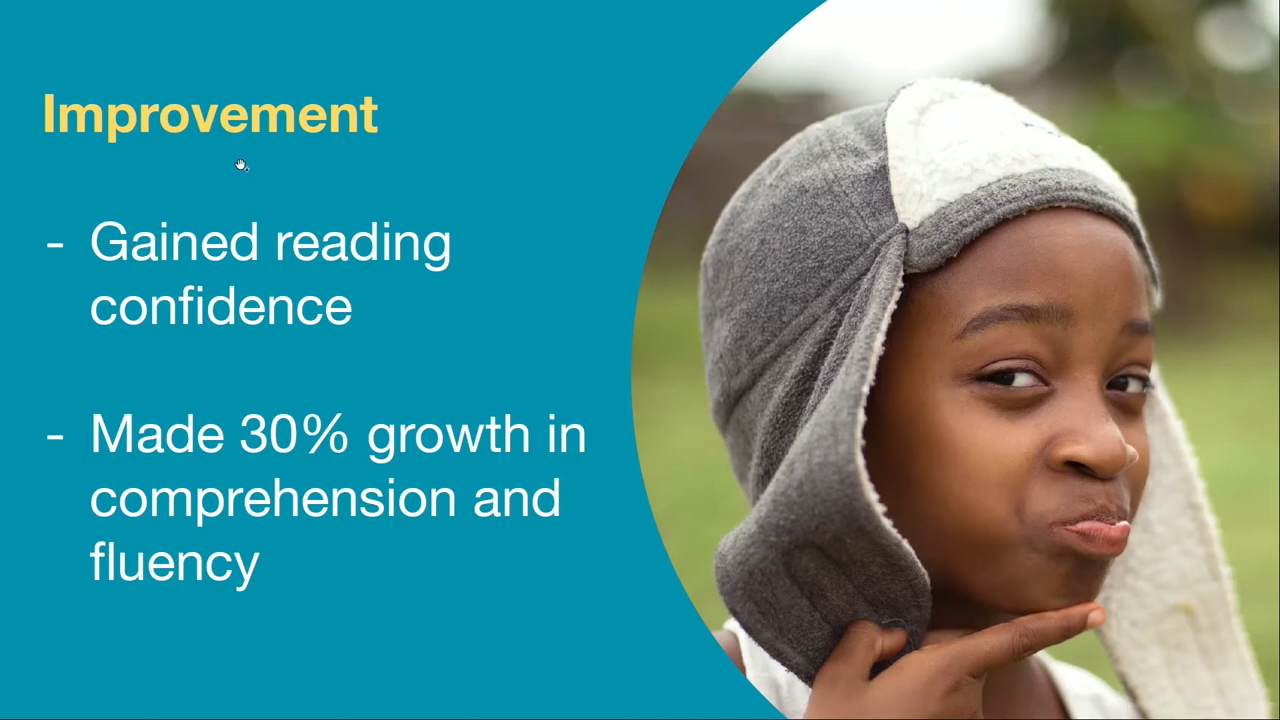 Improvement
- Gained reading
confidence
- Made 30% growth in
comprehension and
fluency